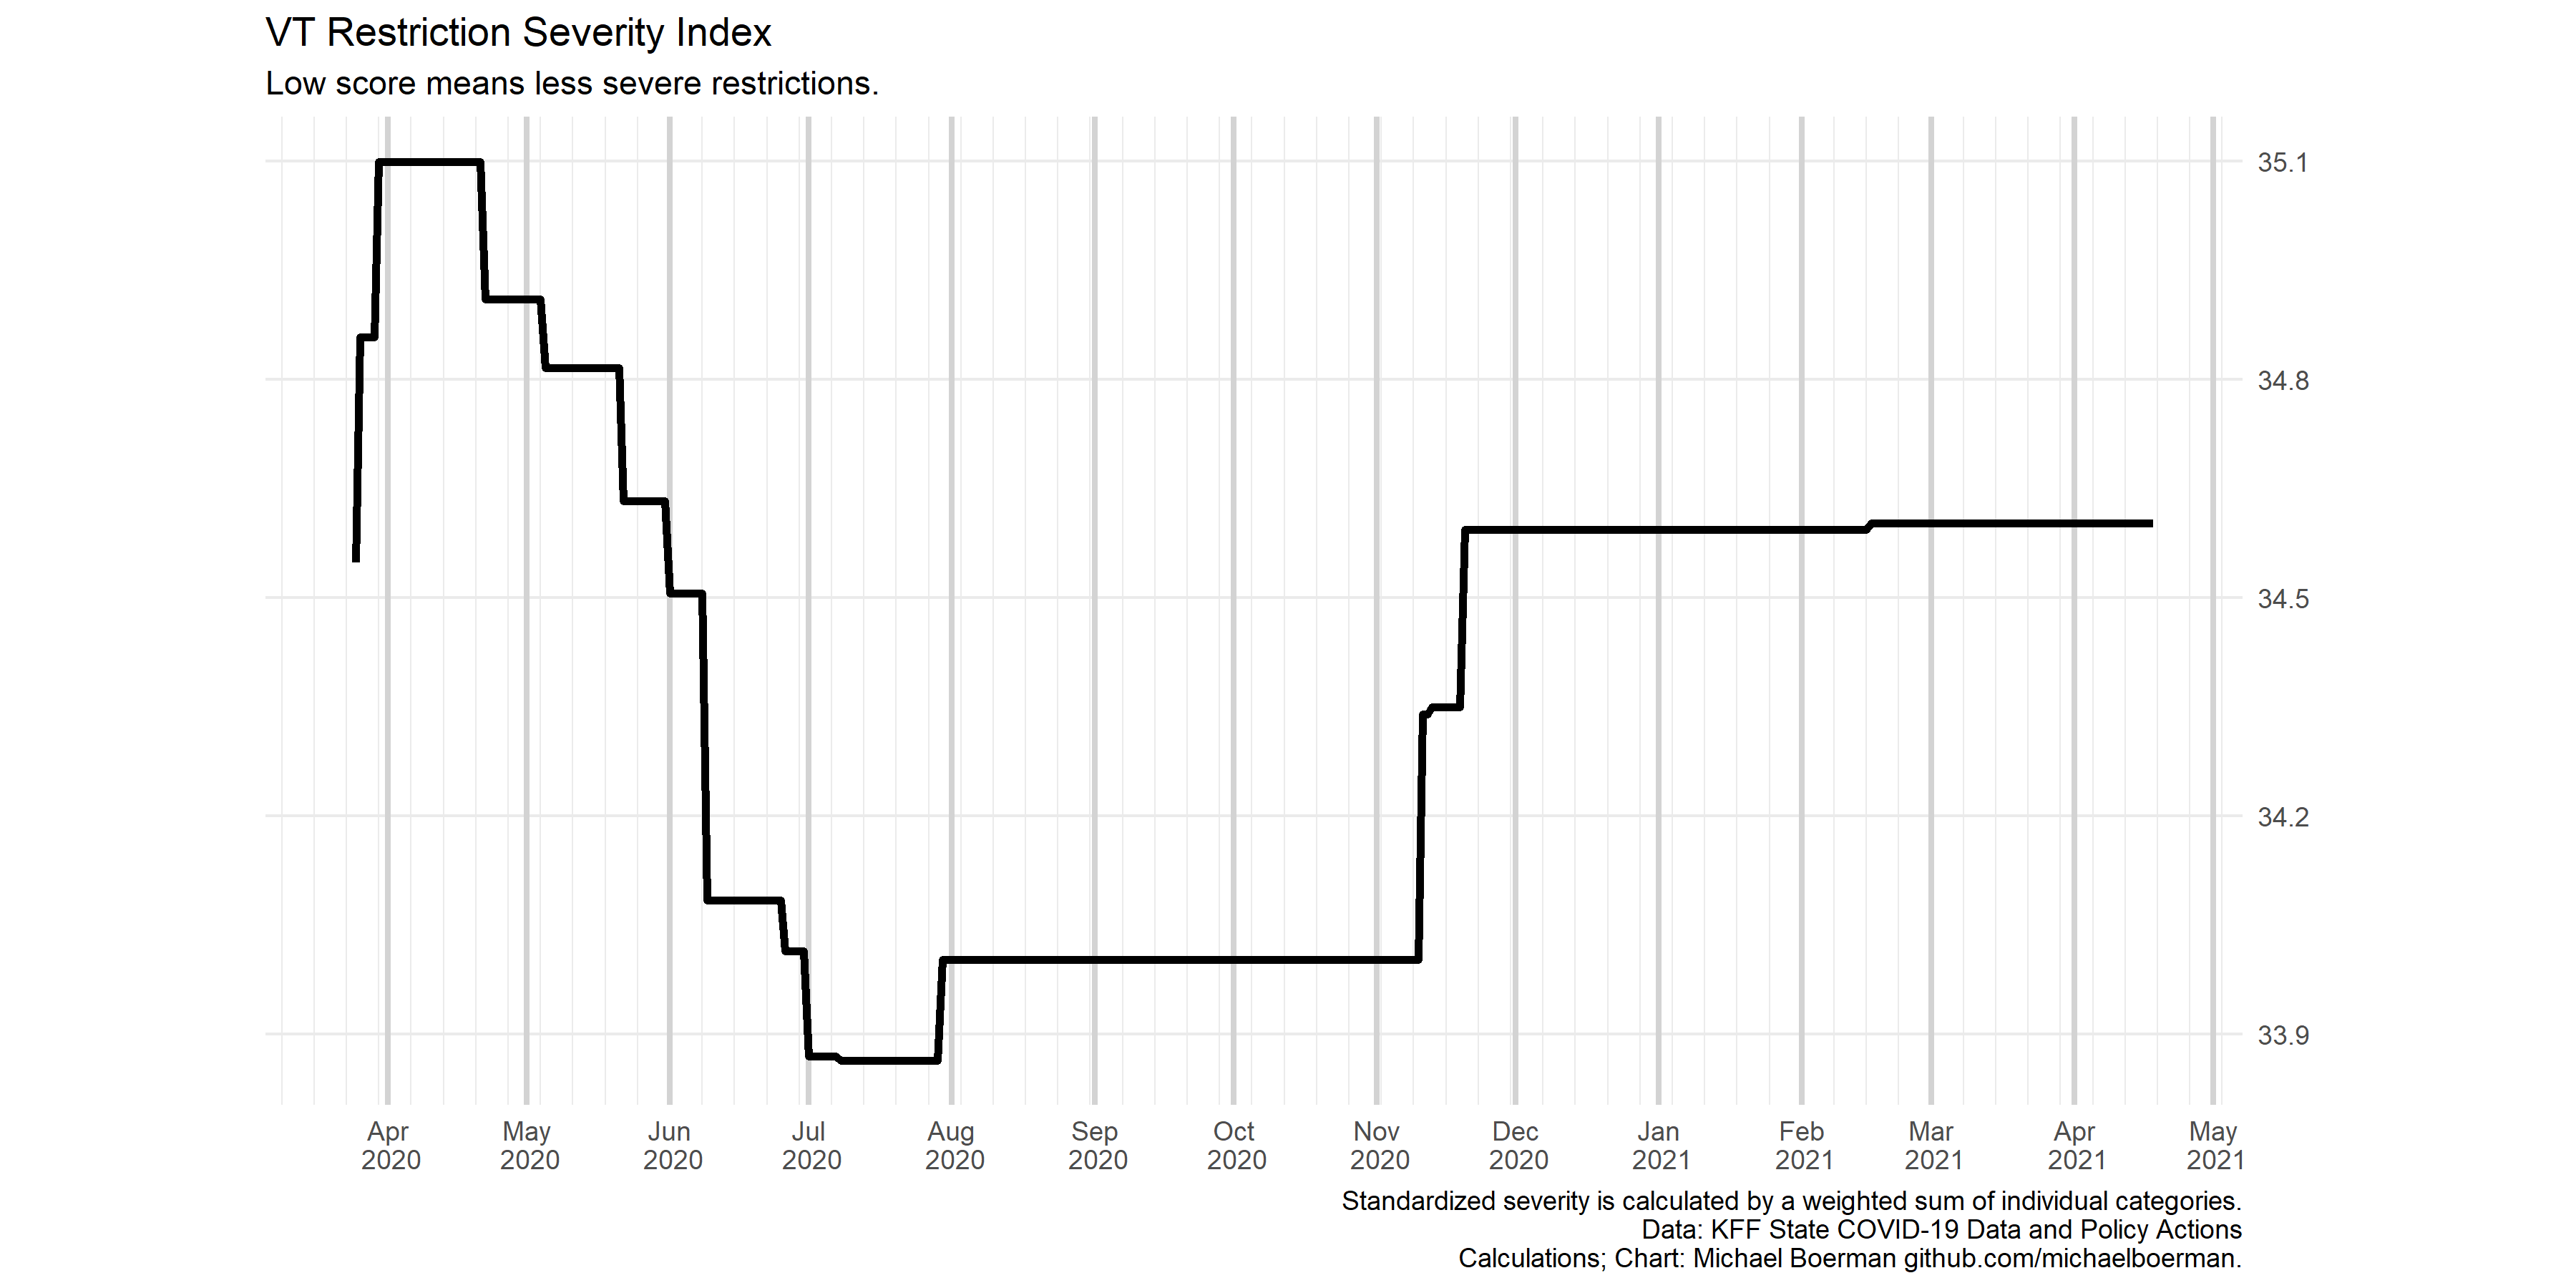 VT Restriction Severity Index
Low score means less severe restrictions.
35.1
34.8
34.5
34.2
33.9
Apr
2020
May
2020
Jun
2020
Jul
2020
Aug
2020
Sep
2020
Oct
2020
Nov
2020
Dec
2020
Jan
2021
Feb
2021
Mar
2021
Apr
2021
May
2021
Standardized severity is calculated by a weighted sum of individual categories.
Data: KFF State COVID-19 Data and Policy Actions
Calculations; Chart: Michael Boerman github.com/michaelboerman.